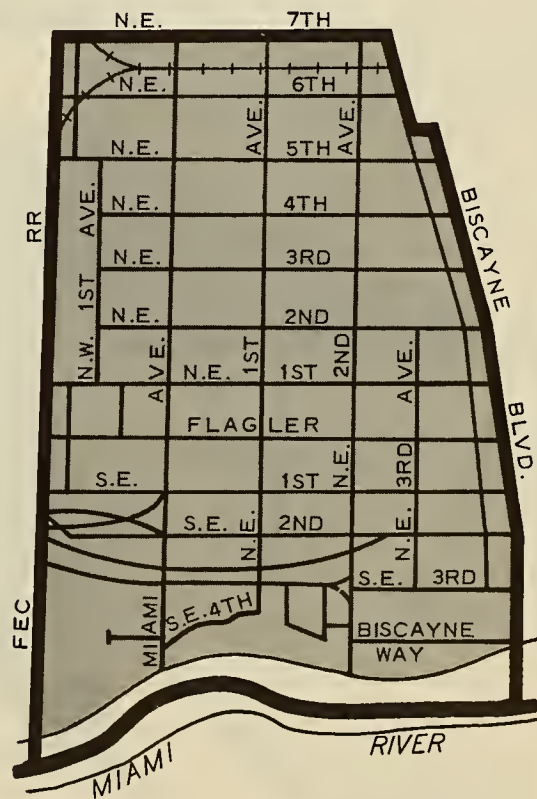 N.E. 7TH
N.E. 6TH
AVE. AVE.
N.E. 5TH
N.E. 4TH
N.E. 3RD
N.E. 2ND
N.W. 1ST AVE.
MIAMI AVE.
N.E. 1ST
N.E. 2ND
N.E. 3RD AVE.
N.E. 1ST
FLAGLER
S.E. 1ST
S.E. 2ND
S.E. 3RD
S.E. 4TH
BISCAYNE
WAY
FEC RR
BISCAYNE BLVD.
MIAMI RIVER